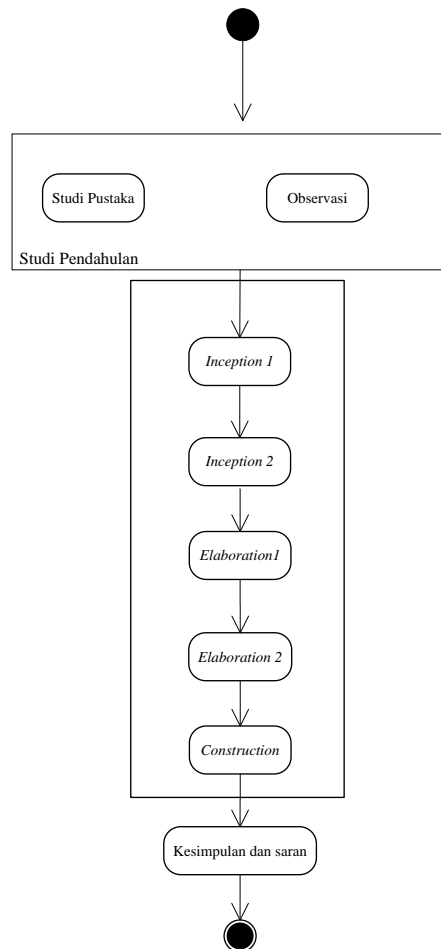 Studi Pustaka
Observasi
Studi Pendahulan
Inception 1
Inception 2
Elaboration1
Elaboration 2
Construction
Kesimpulan dan saran